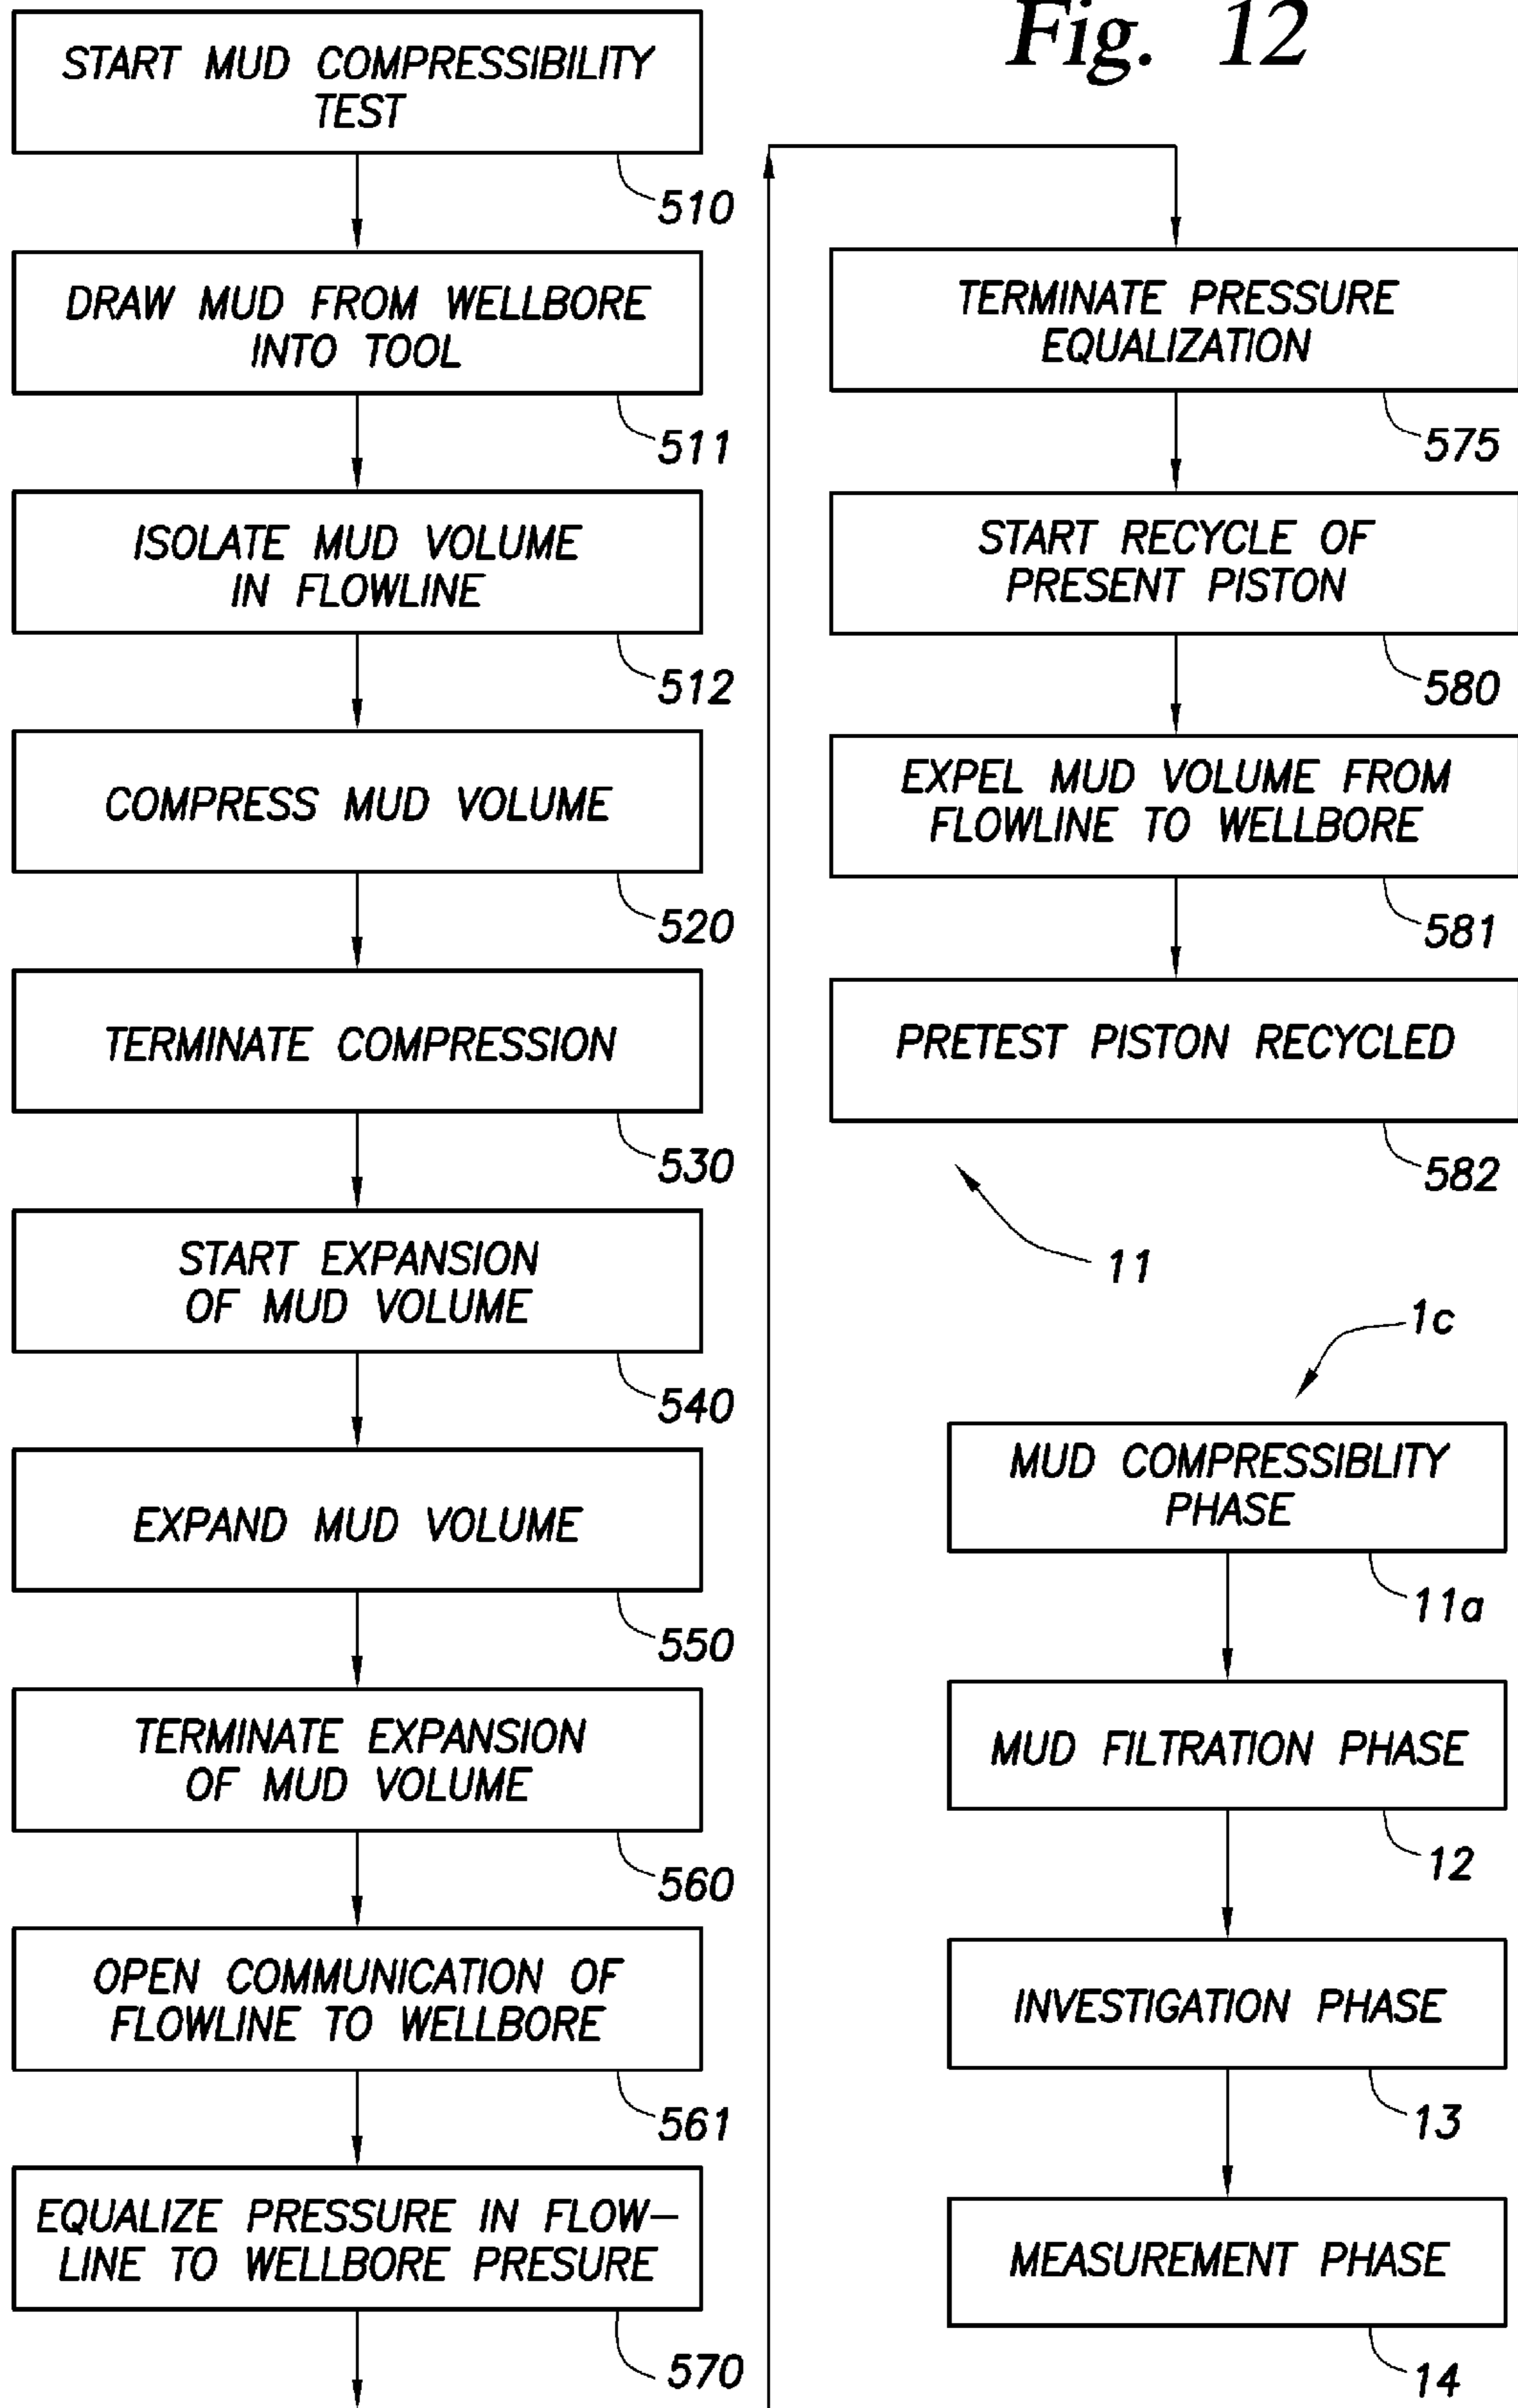 Fig. 12
START MUD COMPRESSIBILITY
TEST
510
DRAW MUD FROM WELLBORE
INTO TOOL
511
ISOLATE MUD VOLUME
IN FLOWLINE
512
COMPRESS MUD VOLUME
520
TERMINATE COMPRESSION
530
START EXPANSION
OF MUD VOLUME
540
EXPAND MUD VOLUME
550
TERMINATE EXPANSION
OF MUD VOLUME
560
OPEN COMMUNICATION OF
FLOWLINE TO WELLBORE
561
EQUALIZE PRESSURE IN FLOW-
LINE TO WELLBORE PRESURE
570
TERMINATE PRESSURE
EQUALIZATION
575
START RECYCLE OF
PRESENT PISTON
580
EXPEL MUD VOLUME FROM
FLOWLINE TO WELLBORE
581
PRETEST PISTON RECYCLED
582
11
1c
MUD COMPRESSIBLITY
PHASE
11a
MUD FILTRATION PHASE
12
INVESTIGATION PHASE
13
MEASUREMENT PHASE
14